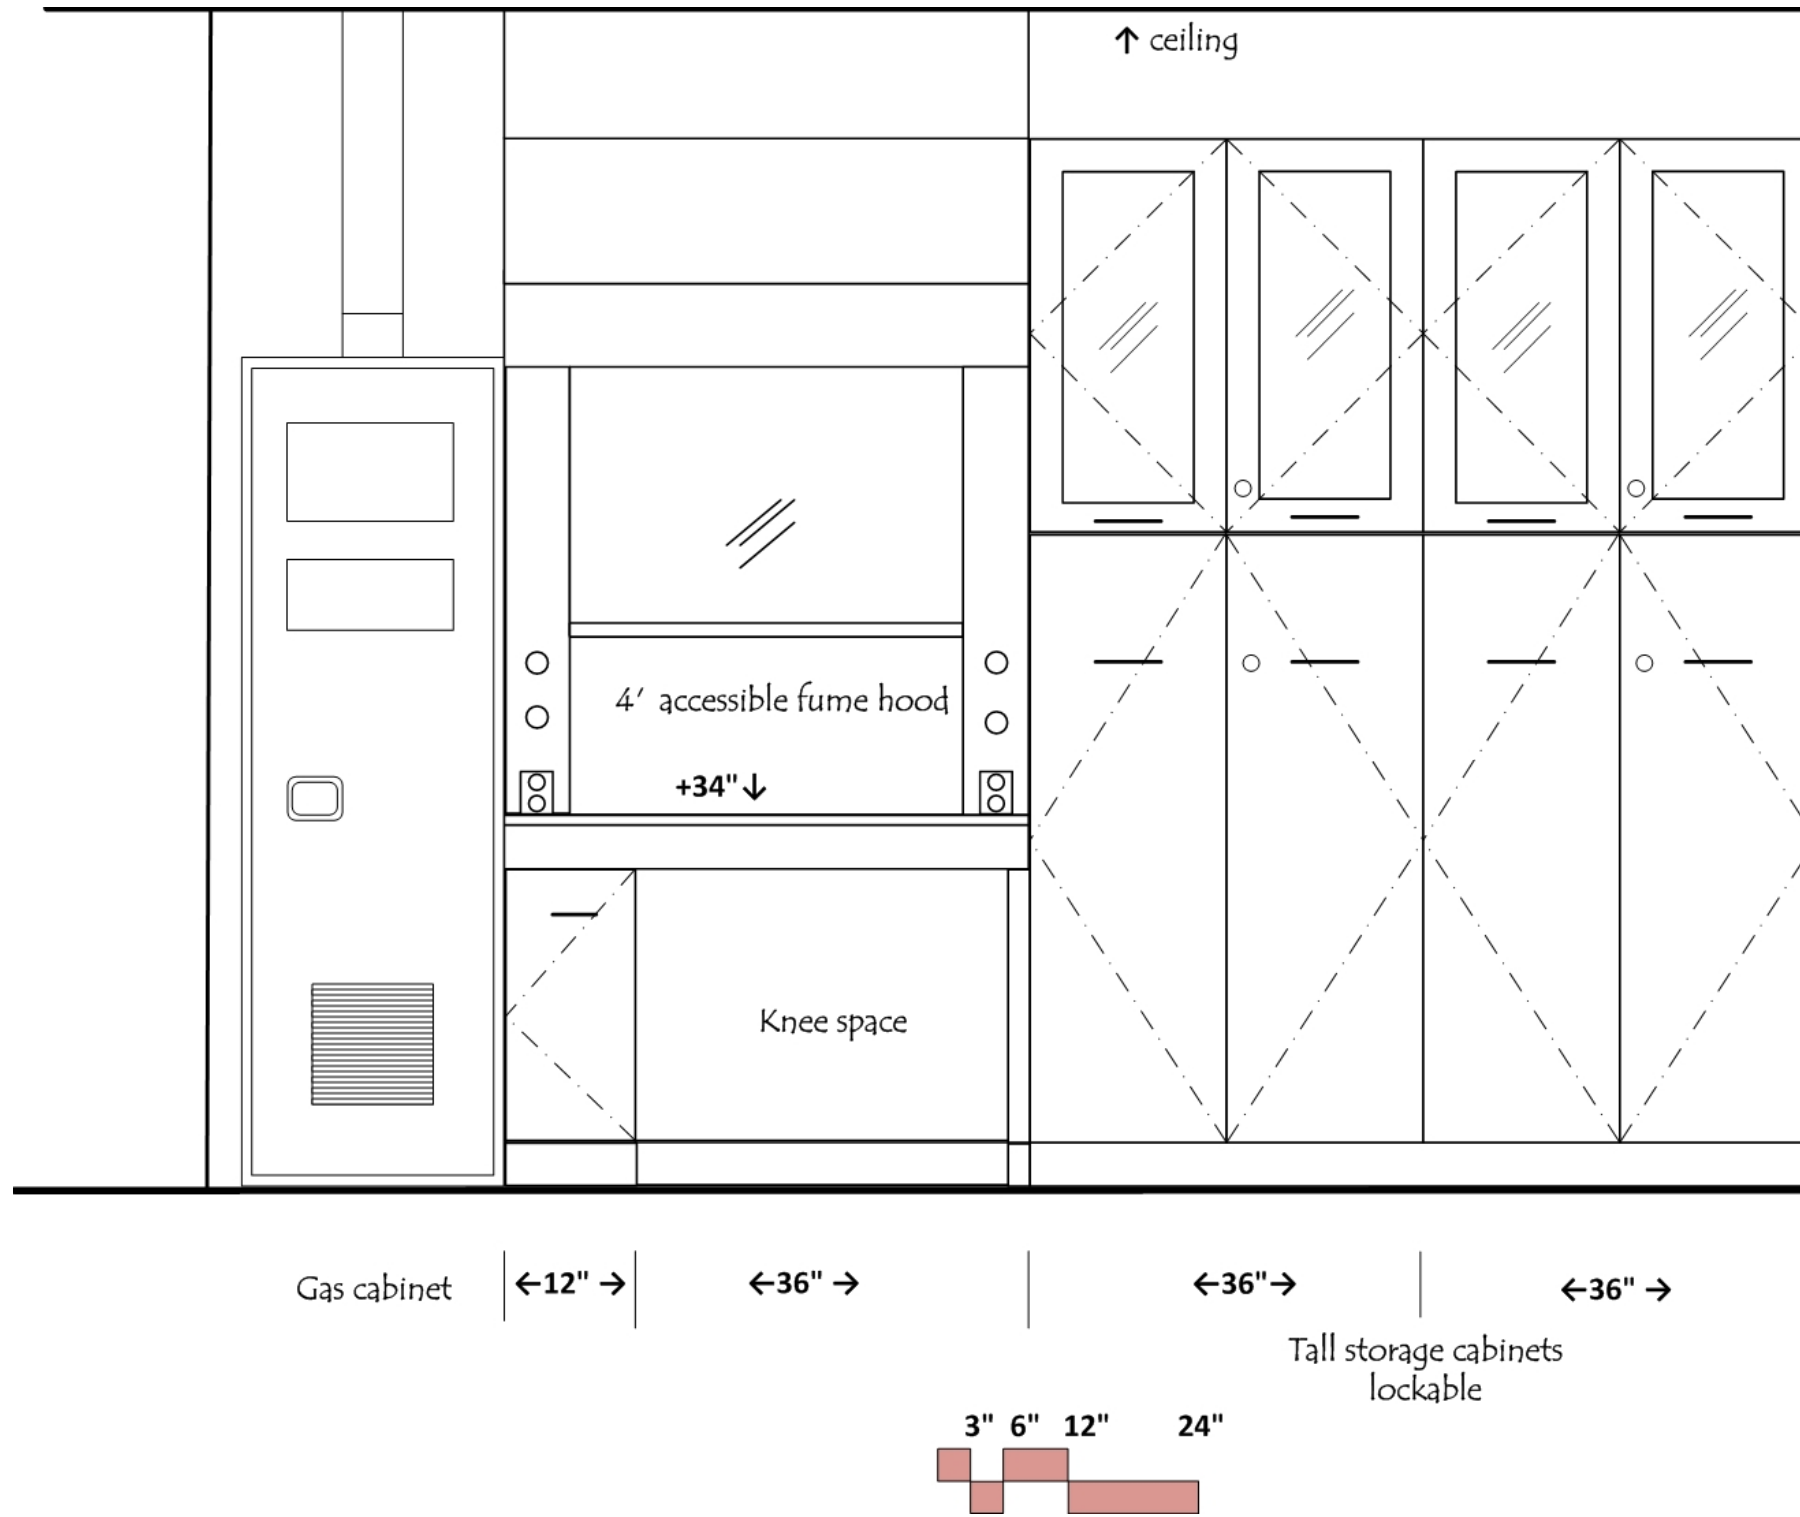 ↑ ceiling
4' accessible fume hood
+34"↓
Knee space
Gas cabinet
←12" →
←36" →
←36"→
←36" →
Tall storage cabinets
lockable
3" 6" 12" 24"